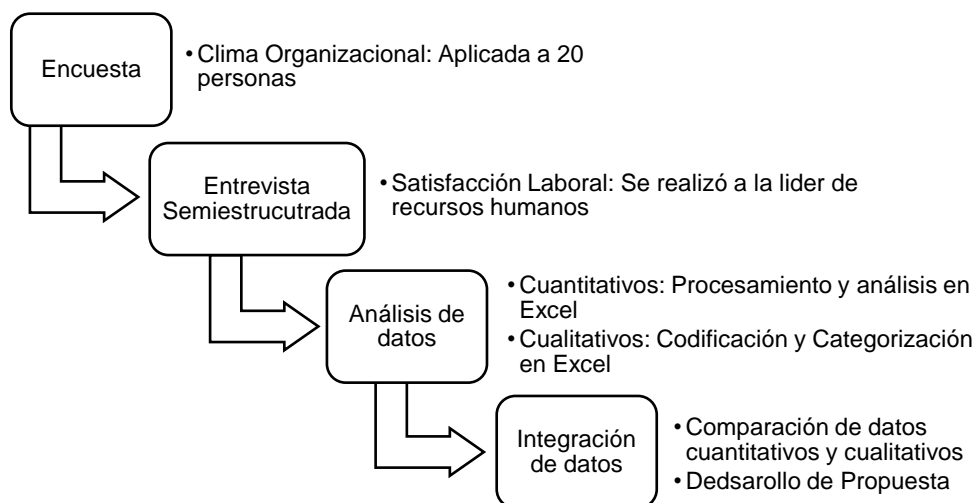 Encuesta
• Clima Organizacional: Aplicada a 20
personas
Entrevista
Semiestrucutrada
• Satisfacción Laboral: Se realizó a la lider de
recursos humanos
Análisis de
datos
• Cuantitativos: Procesamiento y análisis en
Excel
• Cualitativos: Codificación y Categorización
en Excel
Integración
de datos
• Comparación de datos
cuantitativos y cualitativos
• Dedsarollo de Propuesta